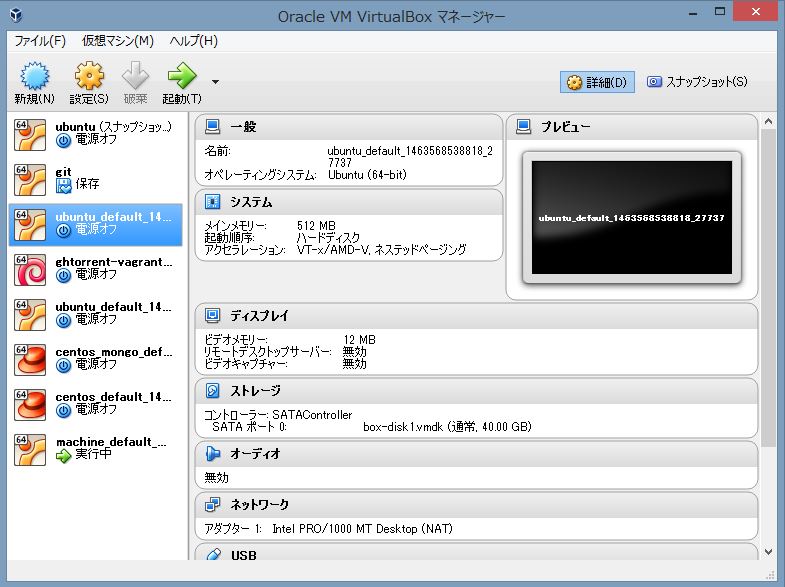 Oracle VM VirtualBox マネージャー
ファイル(F) 仮想マシン(M) ヘルプ(H)
新規(N) 設定(S) 破棄 起動(T) 詳細(D) スナップショット(S)
64
ubuntu (スナップショッ...)
電源オフ
64
git
保存
64
ubuntu_default_14...
電源オフ
64
ghtorrent-vagrant...
電源オフ
64
ubuntu_default_14...
電源オフ
64
centos_mongo_def...
電源オフ
64
centos_default_14...
電源オフ
64
machine_default_...
実行中
一般
名前: ubuntu_default_1463568538818_2
7737
オペレーティングシステム: Ubuntu (64-bit)
システム
メインメモリー: 512 MB
起動順序: ハードディスク
アクセラレーション: VT-x/AMD-V, ネステッドページング
プレビュー
ubuntu_default_1463568538818_27737
ディスプレイ
ビデオメモリー: 12 MB
リモートデスクトップサーバー: 無効
ビデオキャプチャー: 無効
ストレージ
コントローラー: SATAController
SATA ポート 0: box-disk1.vmdk (通常, 40.00 GB)
オーディオ
無効
ネットワーク
アダプター 1: Intel PRO/1000 MT Desktop (NAT)
USB